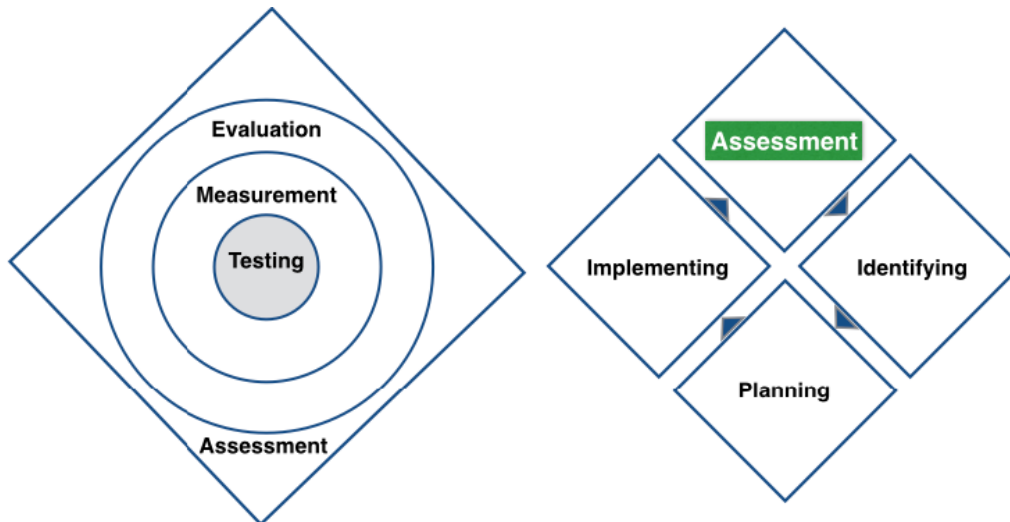 Evaluation
Measurement
Testing
Assessment
Assessment
Implementing
Identifying
Planning